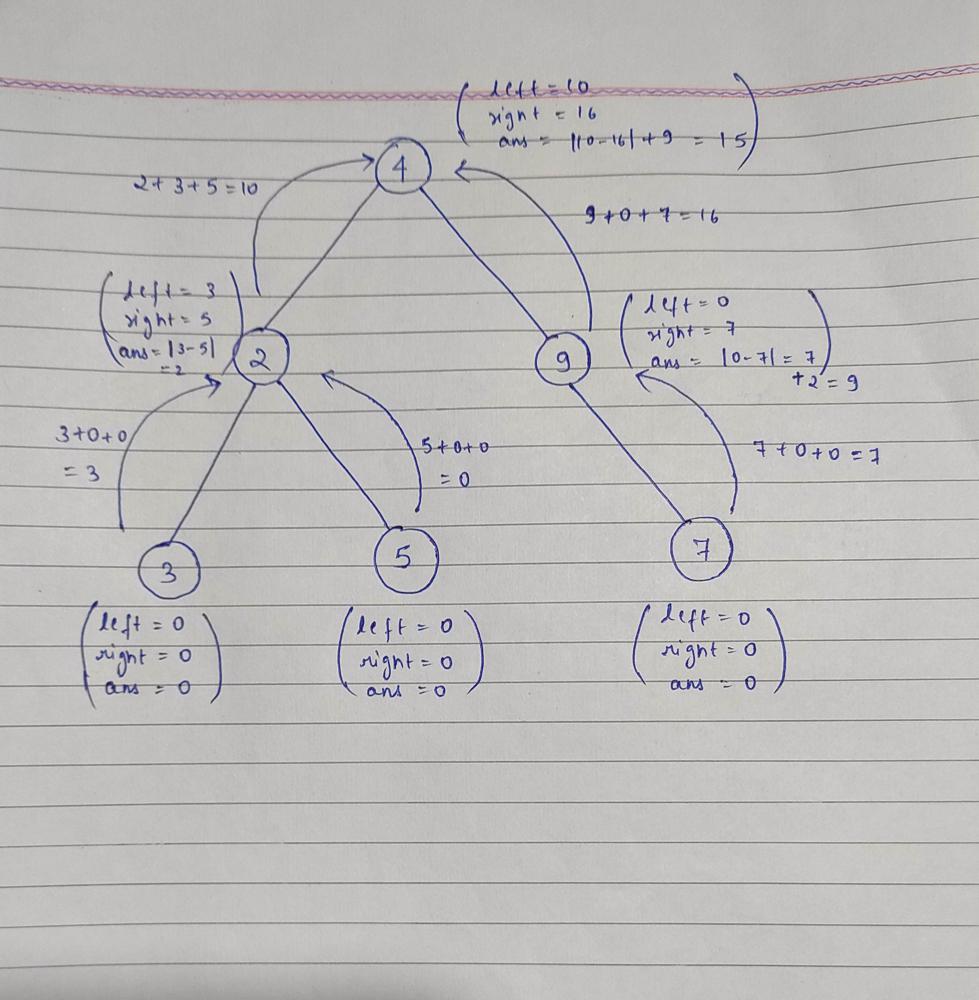 left = 10
right = 16
ans = |10-16| + 9 = 15
4
2 + 3 + 5 = 10
9 + 0 + 7 = 16
left = 3
right = 5
ans = |3-5|
= 2
2
9
left = 0
right = 7
ans = |0-7| = 7
+2 = 9
3+0+0
= 3
5+0+0
= 0
7+0+0 = 7
3
5
7
left = 0
right = 0
ans = 0
left = 0
right = 0
ans = 0
left = 0
right = 0
ans = 0